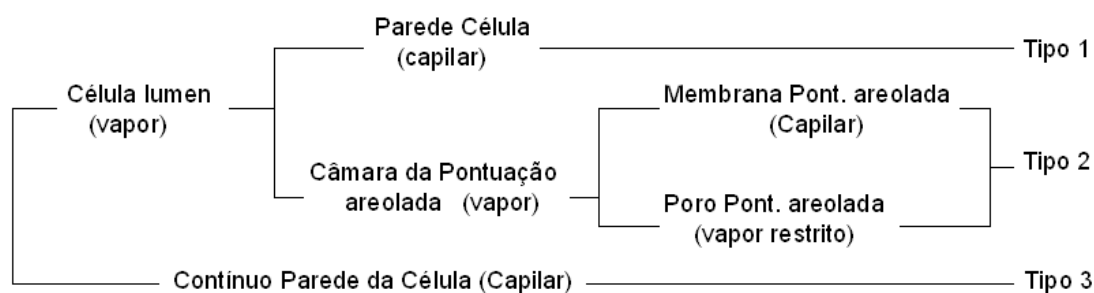 Parede Célula
(capilar)
Tipo 1
Célula lumen
(vapor)
Membrana Pont. areolada
(Capilar)
Câmara da Pontuação
areolada (vapor)
Tipo 2
Poro Pont. areolada
(vapor restrito)
Contínuo Parede da Célula (Capilar)
Tipo 3